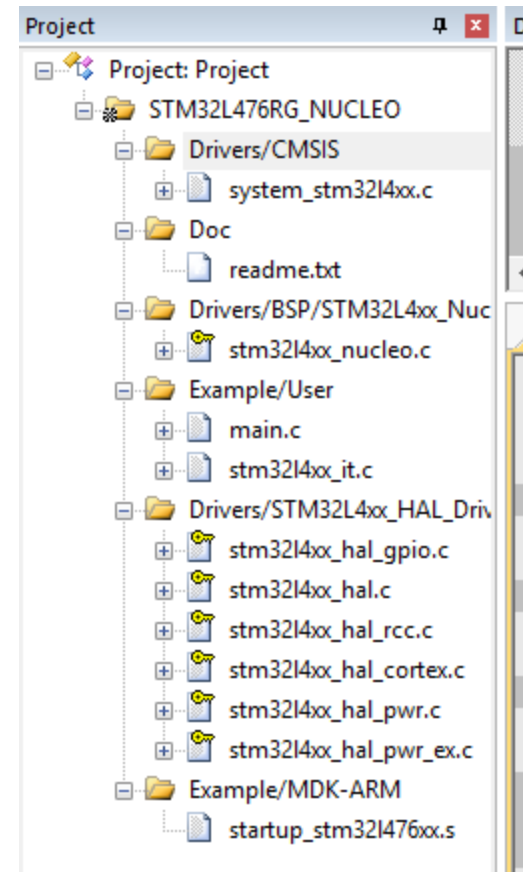 Project
Project: Project
STM32L476RG_NUCLEO
Drivers/CMSIS
system_stm32l4xx.c
Doc
readme.txt
Drivers/BSP/STM32L4xx_Nuc
stm32l4xx_nucleo.c
Example/User
main.c
stm32l4xx_it.c
Drivers/STM32L4xx_HAL_Driv
stm32l4xx_hal_gpio.c
stm32l4xx_hal.c
stm32l4xx_hal_rcc.c
stm32l4xx_hal_cortex.c
stm32l4xx_hal_pwr.c
stm32l4xx_hal_pwr_ex.c
Example/MDK-ARM
startup_stm32l476xx.s